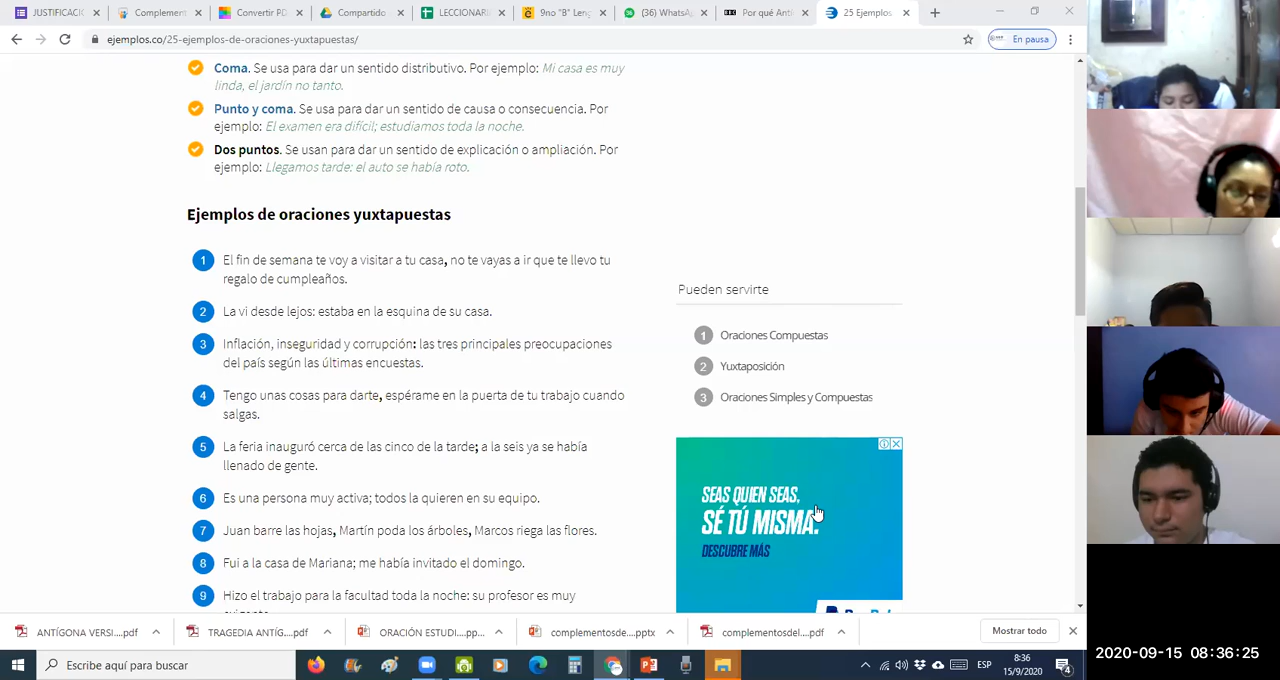 JUSTIFICACI
Complement
Convertir PD
Compartido
LECCIONARI
9no "B" Leng
(36) WhatsA
Por qué Antí
25 Ejemplos
ejemplos.co/25-ejemplos-de-oraciones-yuxtapuestas/
En pausa
Coma. Se usa para dar un sentido distributivo. Por ejemplo: Mi casa es muy
linda, el jardín no tanto.
Punto y coma. Se usa para dar un sentido de causa o consecuencia. Por
ejemplo: El examen era difícil; estudiamos toda la noche.
Dos puntos. Se usan para dar un sentido de explicación o ampliación. Por
ejemplo: Llegamos tarde: el auto se había roto.
Ejemplos de oraciones yuxtapuestas
1 El fin de semana te voy a visitar a tu casa, no te vayas a ir que te llevo tu
regalo de cumpleaños.
2 La vi desde lejos: estaba en la esquina de su casa.
3 Inflación, inseguridad y corrupción: las tres principales preocupaciones
del país según las últimas encuestas.
4 Tengo unas cosas para darte, espérame en la puerta de tu trabajo cuando
salgas.
5 La feria inauguró cerca de las cinco de la tarde; a la seis ya se había
llenado de gente.
6 Es una persona muy activa; todos la quieren en su equipo.
7 Juan barre las hojas, Martín poda los árboles, Marcos riega las flores.
8 Fui a la casa de Mariana; me había invitado el domingo.
9 Hizo el trabajo para la facultad toda la noche: su profesor es muy
Pueden servirte
1 Oraciones Compuestas
2 Yuxtaposición
3 Oraciones Simples y Compuestas
SEAS QUIEN SEAS,
SÉ TÚ MISMA.
DESCUBRE MÁS
ANTÍGONA VERSI....pdf
TRAGEDIA ANTÍG....pdf
ORACIÓN ESTUDI....pp...
complementosde....pptx
complementosdel....pdf
Mostrar todo
Escribe aquí para buscar
ESP
8:36
15/9/2020
4
2020-09-15 08:36:25